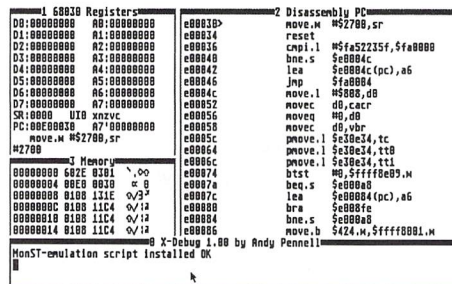 1 68030 Registers
D0:00000000 A0:00000000
D1:00000000 A1:00000000
D2:00000000 A2:00000000
D3:00000000 A3:00000000
D4:00000000 A4:00000000
D5:00000000 A5:00000000
D6:00000000 A6:00000000
D7:00000000 A7:00000000
SR:0000 UI0 xnzvc
PC:00E00030 A7'00000000
move.w #$2700,sr
#2700
3 Memory
00000000 602E 0301
00000004 00E0 0030
00000008 0108 131E
0000000C 0108 11C4
00000010 0108 11C4
00000014 0108 11C4
2 Disassembly PC
e00030> move.w #$2700,sr
e00034 reset
e00036 cmpi.l #$fa52235f,$fa0000
e00040 bne.s $e0004c
e00042 lea $e0004c(pc),a6
e00046 jmp $fa0004
e0004c move.l #$808,d0
e00052 movec d0,cacr
e00056 moveq #0,d0
e00058 movec d0,vbr
e0005c pmove.l $e30e34,tc
e00064 pmove.l $e30e34,tt0
e0006c pmove.l $e30e34,tt1
e00074 btst #0,$ffff8e09.w
e0007a beq.s $e000a8
e0007c lea $e00084(pc),a6
e00080 bra $e008fe
e00084 bne.s $e000a8
e00086 move.b $424.w,$ffff8001.w
0 X-Debug 1.00 by Andy Pennell
MonST-emulation script installed OK